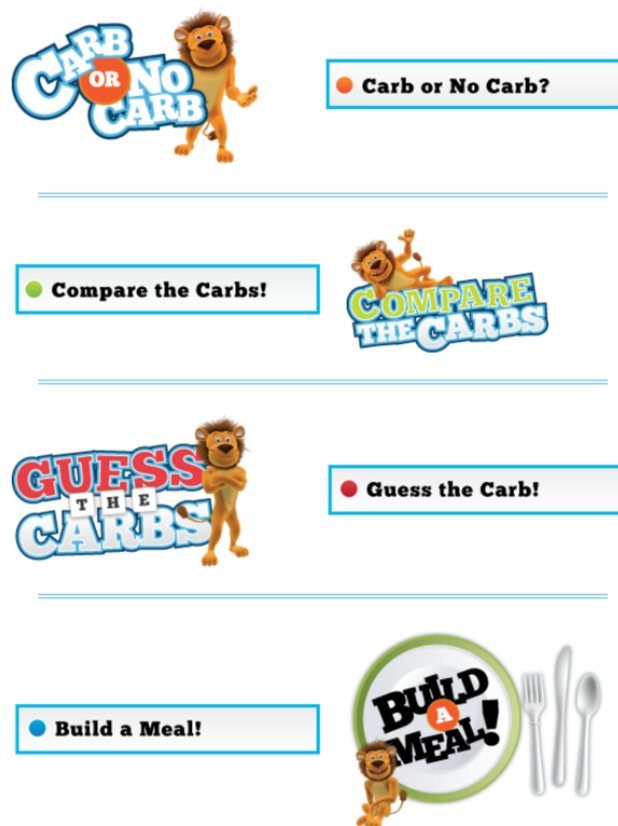 CARB
OR NO
CARB
Carb or No Carb?
Compare the Carbs!
COMPARE
THE CARBS
GUESS
THE
CARBS
Guess the Carb!
BUILD
A
MEAL!
Build a Meal!